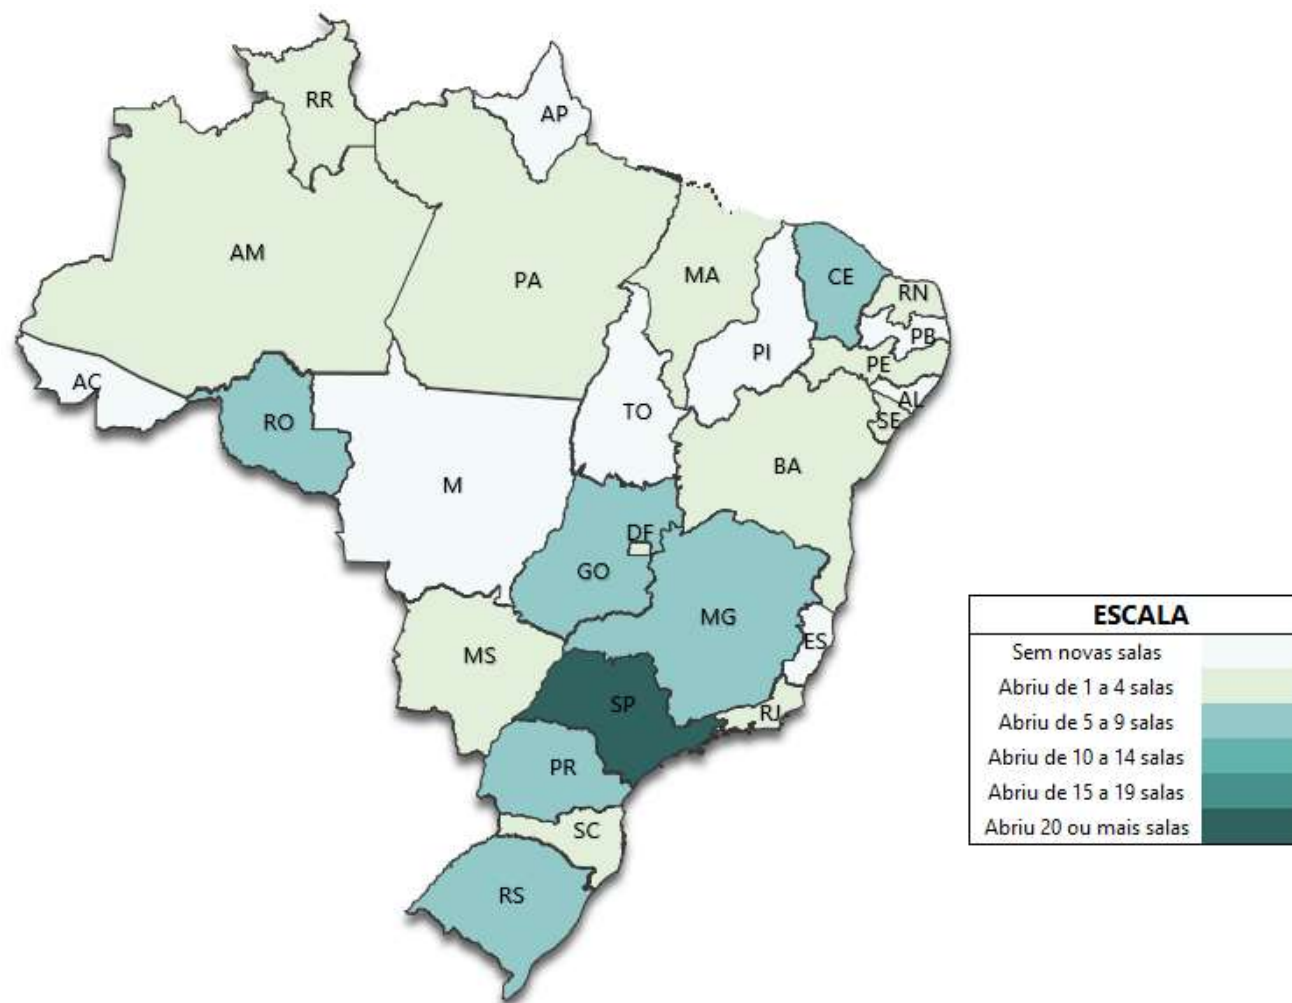 RR
AP
AM
PA
MA
CE
RN
PB
PI
PE
AC
AL
TO
SE
RO
BA
M
DF
GO
MG
ES
MS
SP
RJ
PR
SC
RS
ESCALA
Sem novas salas
Abriu de 1 a 4 salas
Abriu de 5 a 9 salas
Abriu de 10 a 14 salas
Abriu de 15 a 19 salas
Abriu 20 ou mais salas